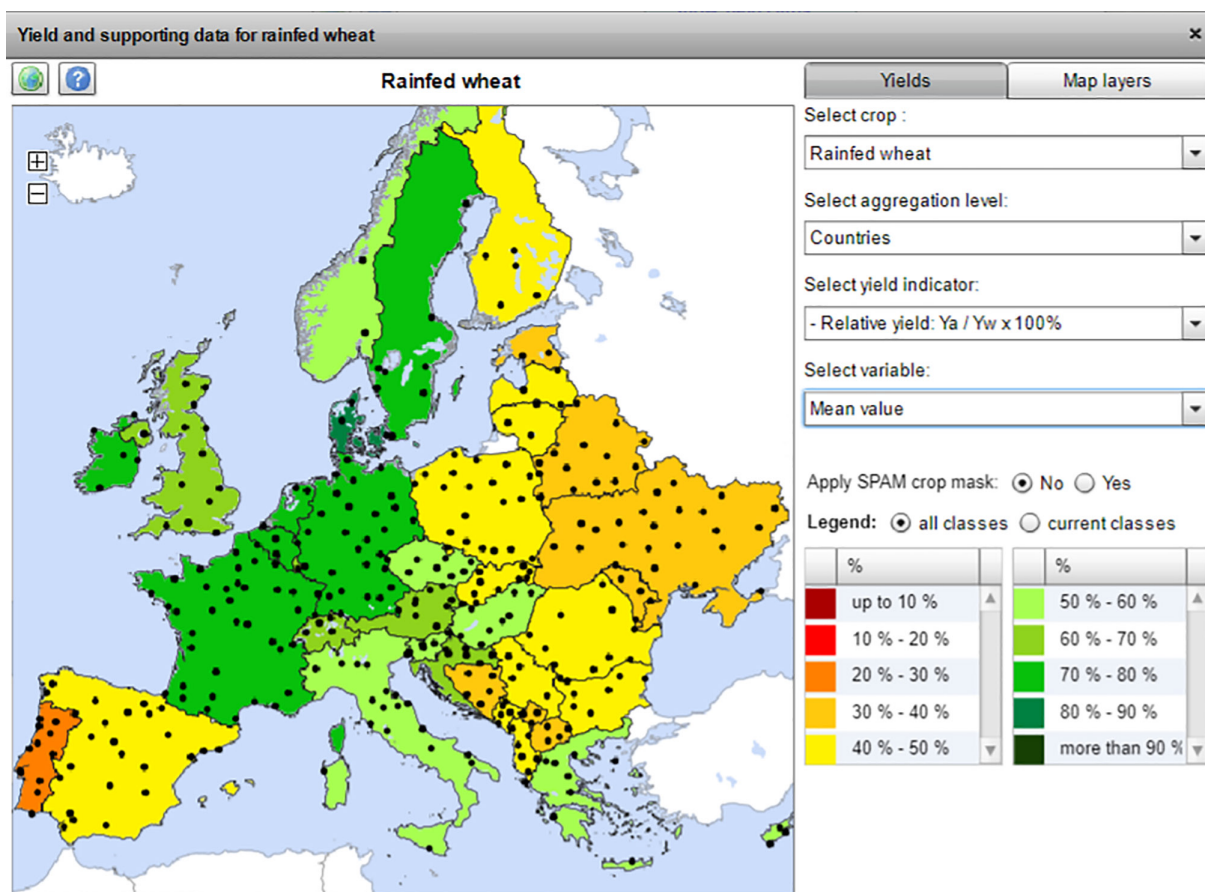 Yield and supporting data for rainfed wheat
×
?
Rainfed wheat
Yields
Map layers
Select crop :
Rainfed wheat
Select aggregation level:
Countries
Select yield indicator:
- Relative yield: Ya / Yw x 100%
Select variable:
Mean value
Apply SPAM crop mask: No Yes
Legend: all classes current classes
% %
up to 10 % 50 % - 60 %
10 % - 20 % 60 % - 70 %
20 % - 30 % 70 % - 80 %
30 % - 40 % 80 % - 90 %
40 % - 50 % more than 90 %